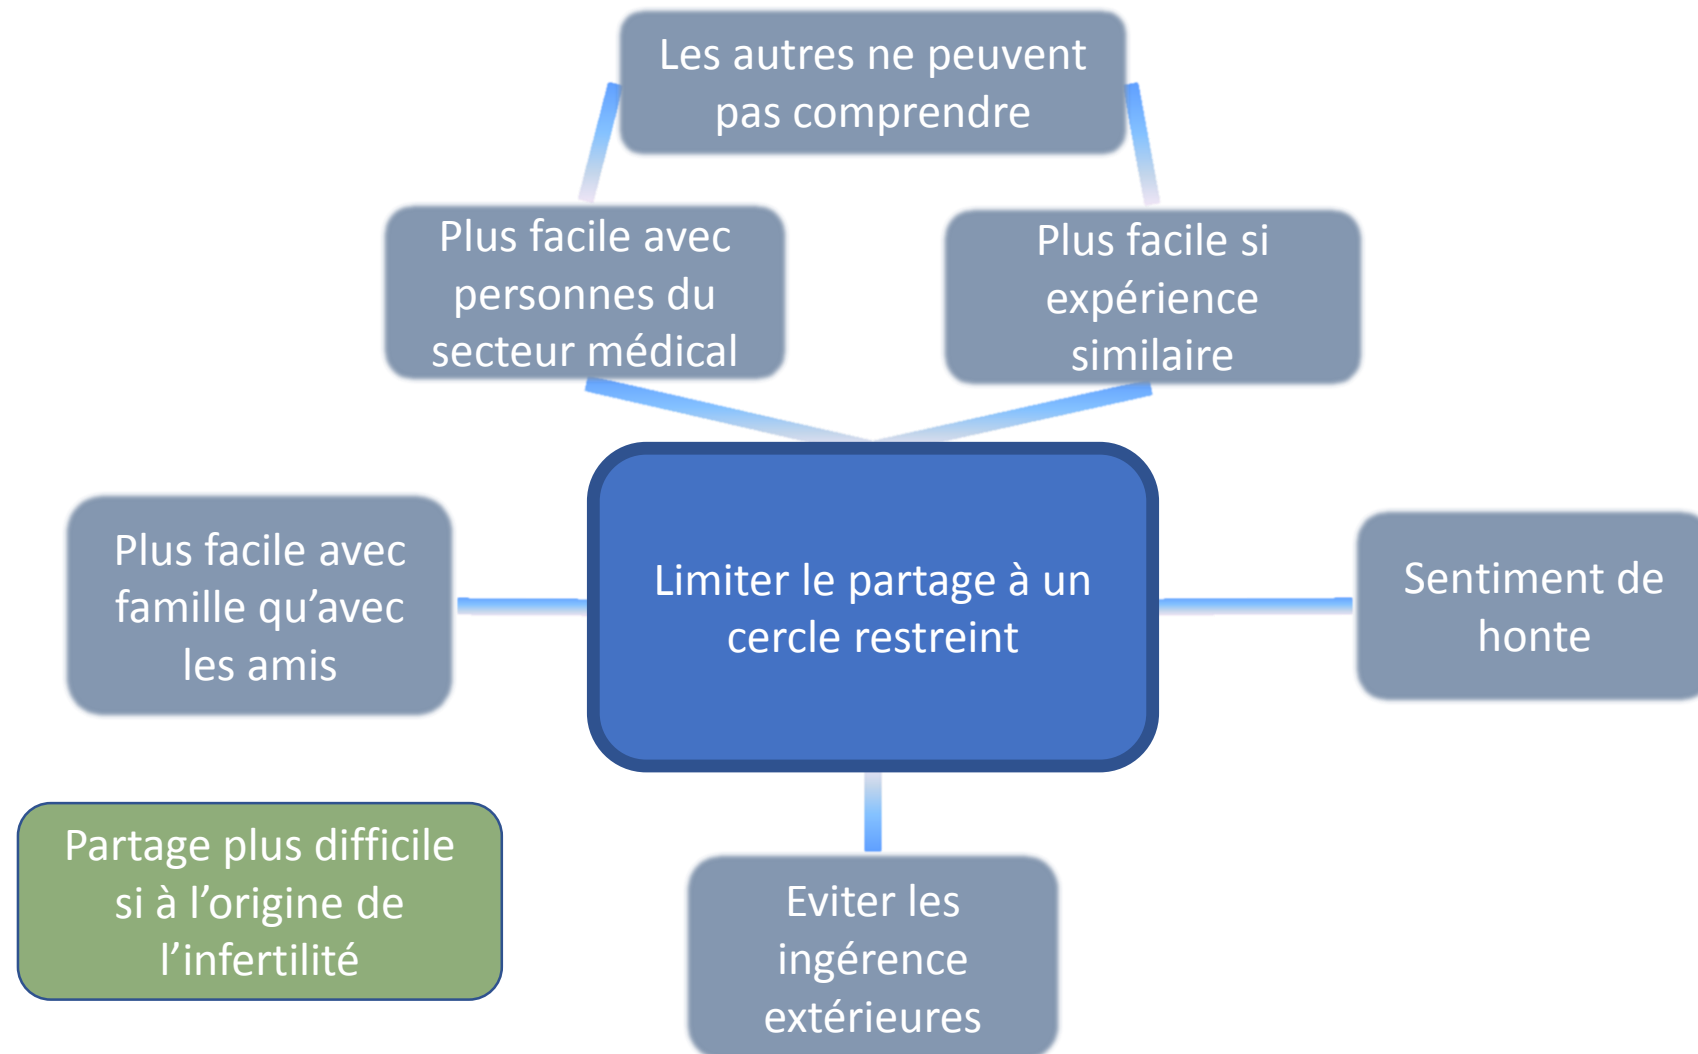 Les autres ne peuvent
pas comprendre
Plus facile avec
personnes du
secteur médical
Plus facile si
expérience
similaire
Plus facile avec
famille qu’avec
les amis
Limiter le partage à un
cercle restreint
Sentiment de
honte
Partage plus difficile
si à l’origine de
l’infertilité
Eviter les
ingérence
extérieures